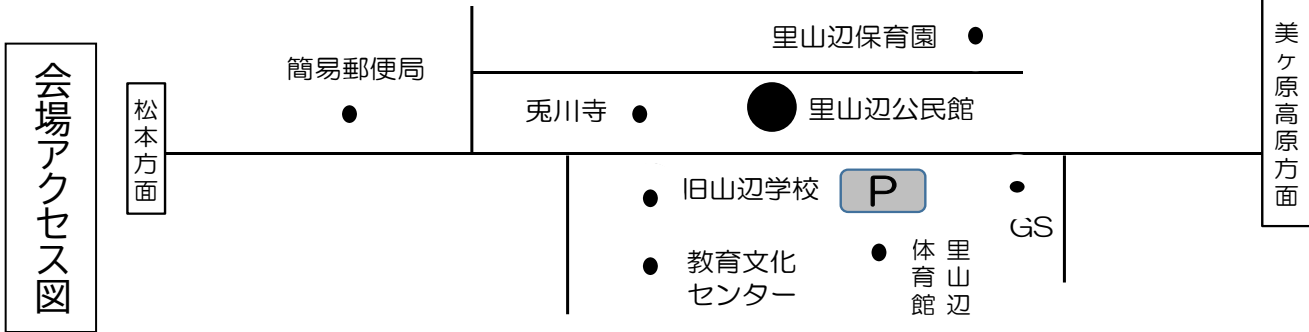 会場アクセス図
松本方面
簡易郵便局
里山辺保育園
兎川寺
里山辺公民館
美ヶ原高原方面
旧山辺学校
P
GS
教育文化
センター
里山辺
体育館